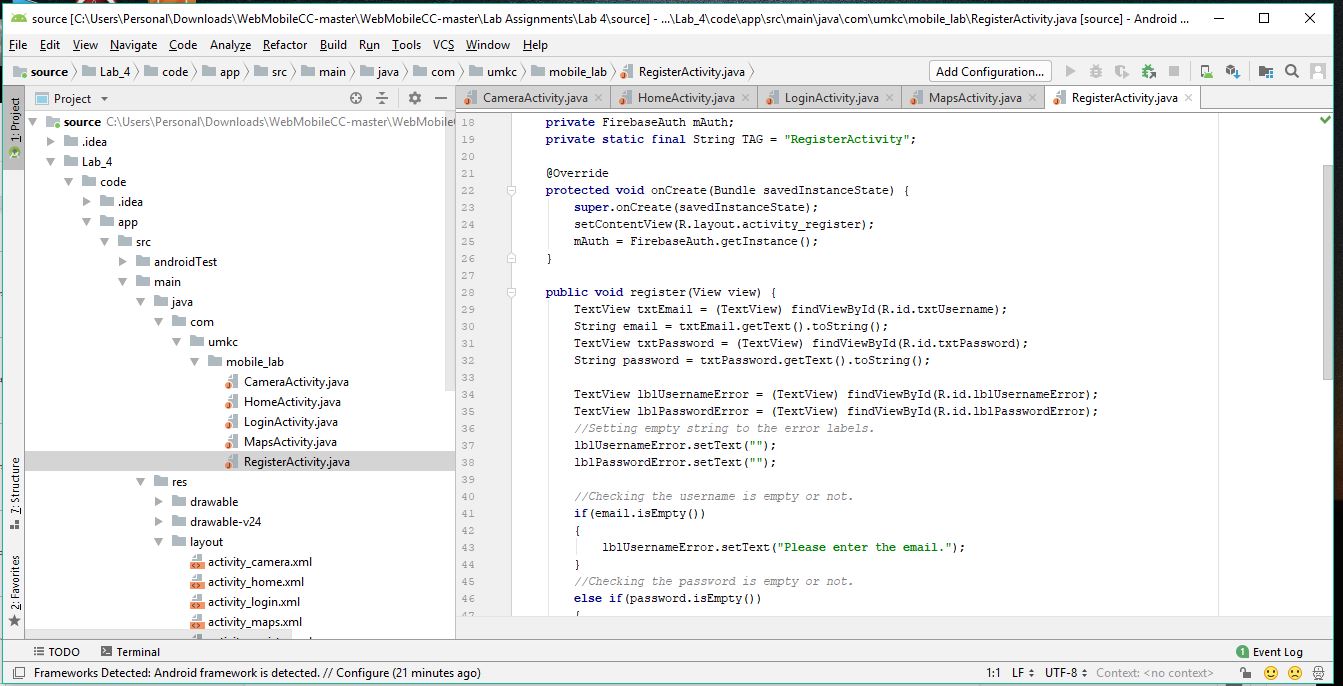 source [C:\Users\Personal\Downloads\WebMobileCC-master\WebMobileCC-master\Lab Assignments\Lab 4\source] - ...\Lab_4\code\app\src\main\java\com\umkc\mobile_lab\RegisterActivity.java [source] - Android ...
File Edit View Navigate Code Analyze Refactor Build Run Tools VCS Window Help
source Lab_4 code app src main java com umkc mobile_lab RegisterActivity.java Add Configuration...
Project
CameraActivity.java HomeActivity.java LoginActivity.java MapsActivity.java RegisterActivity.java
1: Project
7: Structure
2: Favorites
source C:\Users\Personal\Downloads\WebMobileCC-master\WebMobile
.idea
Lab_4
code
.idea
app
src
androidTest
main
java
com
umkc
mobile_lab
CameraActivity.java
HomeActivity.java
LoginActivity.java
MapsActivity.java
RegisterActivity.java
res
drawable
drawable-v24
layout
activity_camera.xml
activity_home.xml
activity_login.xml
activity_maps.xml
18 private FirebaseAuth mAuth;
19 private static final String TAG = "RegisterActivity";
20
21 @Override
22 protected void onCreate(Bundle savedInstanceState) {
23 super.onCreate(savedInstanceState);
24 setContentView(R.layout.activity_register);
25 mAuth = FirebaseAuth.getInstance();
26 }
27
28 public void register(View view) {
29 TextView txtEmail = (TextView) findViewById(R.id.txtUsername);
30 String email = txtEmail.getText().toString();
31 TextView txtPassword = (TextView) findViewById(R.id.txtPassword);
32 String password = txtPassword.getText().toString();
33
34 TextView lblUsernameError = (TextView) findViewById(R.id.lblUsernameError);
35 TextView lblPasswordError = (TextView) findViewById(R.id.lblPasswordError);
36 //Setting empty string to the error labels.
37 lblUsernameError.setText("");
38 lblPasswordError.setText("");
39
40 //Checking the username is empty or not.
41 if(email.isEmpty())
42 {
43 lblUsernameError.setText("Please enter the email.");
44 }
45 //Checking the password is empty or not.
46 else if(password.isEmpty())
47 {
TODO Terminal 1 Event Log
Frameworks Detected: Android framework is detected. // Configure (21 minutes ago) 1:1 LF UTF-8 Context: <no context>